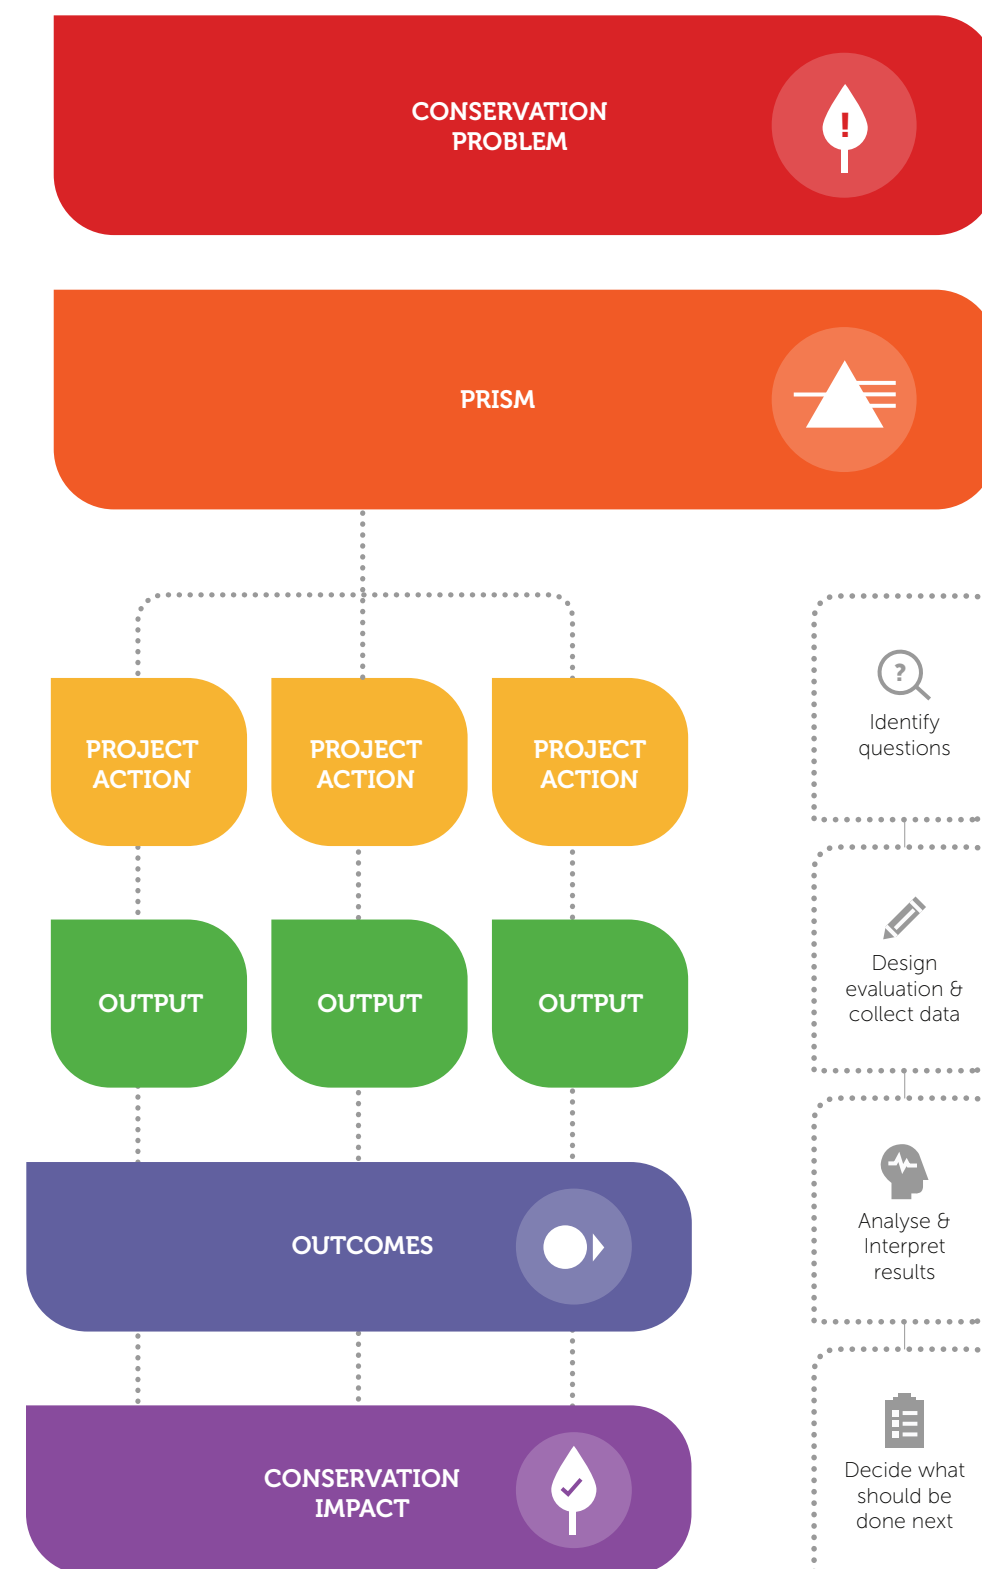 CONSERVATION
PROBLEM
!
PRISM
PROJECT
ACTION
PROJECT
ACTION
PROJECT
ACTION
OUTPUT
OUTPUT
OUTPUT
OUTCOMES
CONSERVATION
IMPACT
?
Identify
questions
Design
evaluation &
collect data
Analyse &
Interpret
results
Decide what
should be
done next